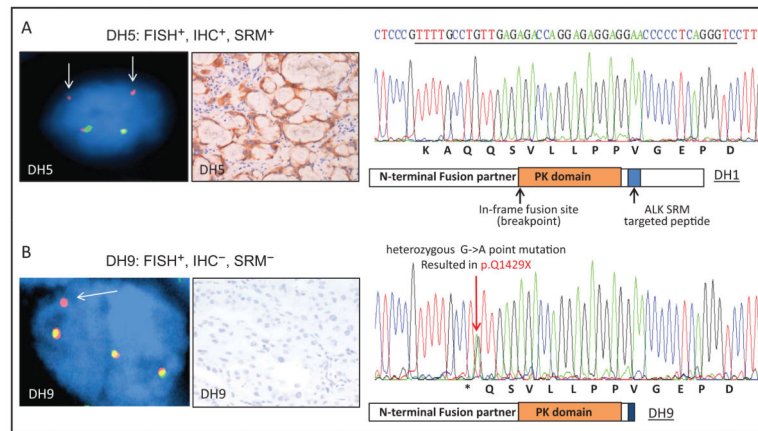 A
DH5: FISH⁺, IHC⁺, SRM⁺
DH5
DH5
CTCCCGTTTTGCCTGTTGAGAGACCAGGAGAGGAGGAACCCCCTCAGGGTCCTT
K A Q Q S V L L P P V G E P D
N-terminal Fusion partner
PK domain
DH1
In-frame fusion site
(breakpoint)
ALK SRM
targeted peptide
B
DH9: FISH⁺, IHC⁻, SRM⁻
DH9
DH9
heterozygous G->A point mutation
Resulted in p.Q1429X
* Q S V L L P P V G E P D
N-terminal Fusion partner
PK domain
DH9